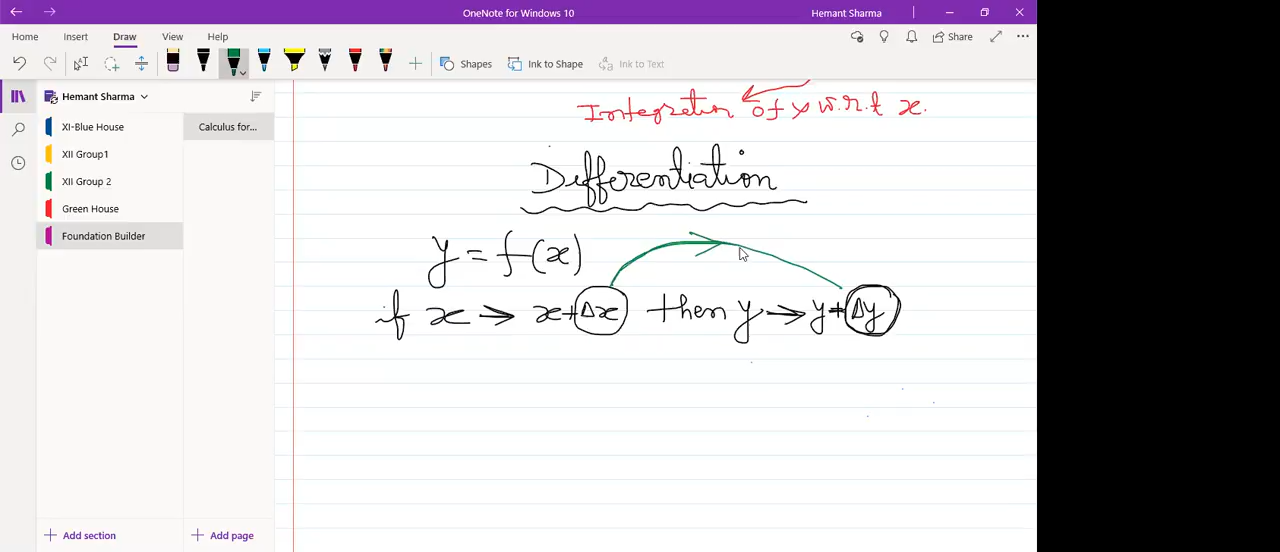 OneNote for Windows 10
Hemant Sharma
Home Insert Draw View Help
Share
Shapes
Ink to Shape
Ink to Text
Hemant Sharma
XI-Blue House
XII Group1
XII Group 2
Green House
Foundation Builder
Calculus for...
Integration of y w.r.t x.
Differentiation
y = f(x)
if x → x+Δx then y → y+Δy
+ Add section
+ Add page